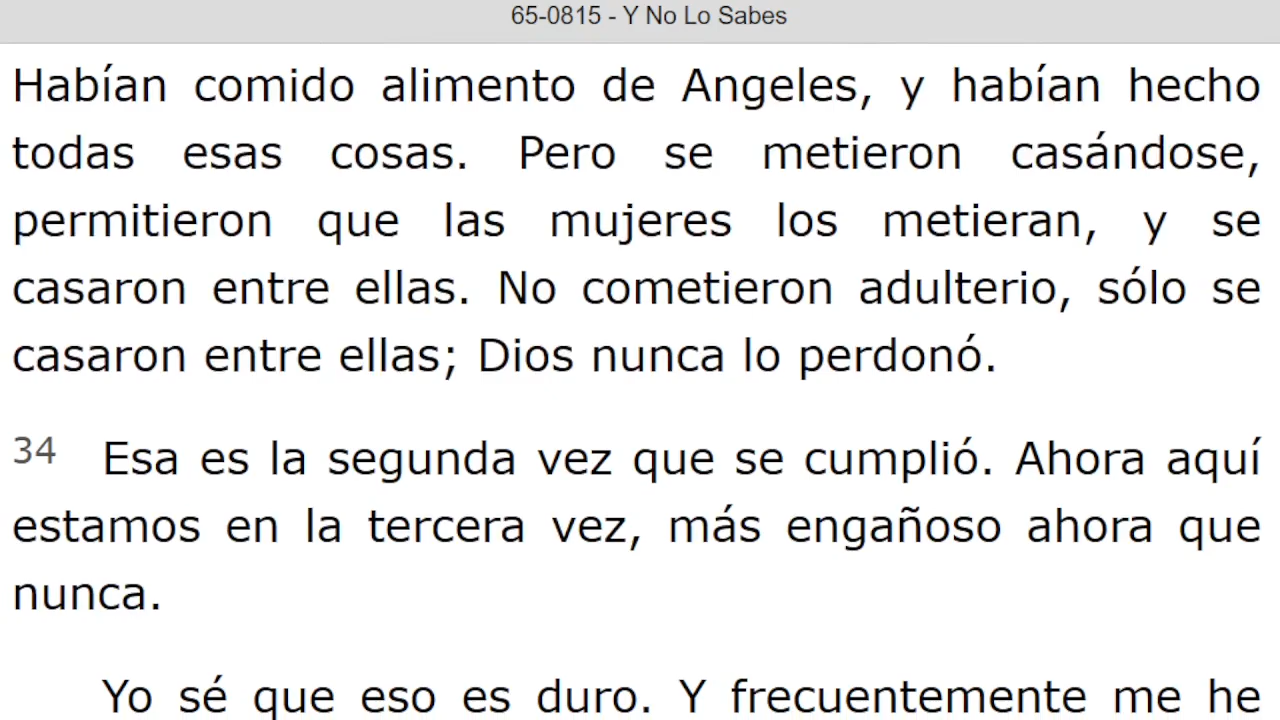 65-0815 - Y No Lo Sabes
Habían comido alimento de Angeles, y habían hecho
todas esas cosas. Pero se metieron casándose,
permitieron que las mujeres los metieran, y se
casaron entre ellas. No cometieron adulterio, sólo se
casaron entre ellas; Dios nunca lo perdonó.
34 Esa es la segunda vez que se cumplió. Ahora aquí
estamos en la tercera vez, más engañoso ahora que
nunca.
Yo sé que eso es duro. Y frecuentemente me he